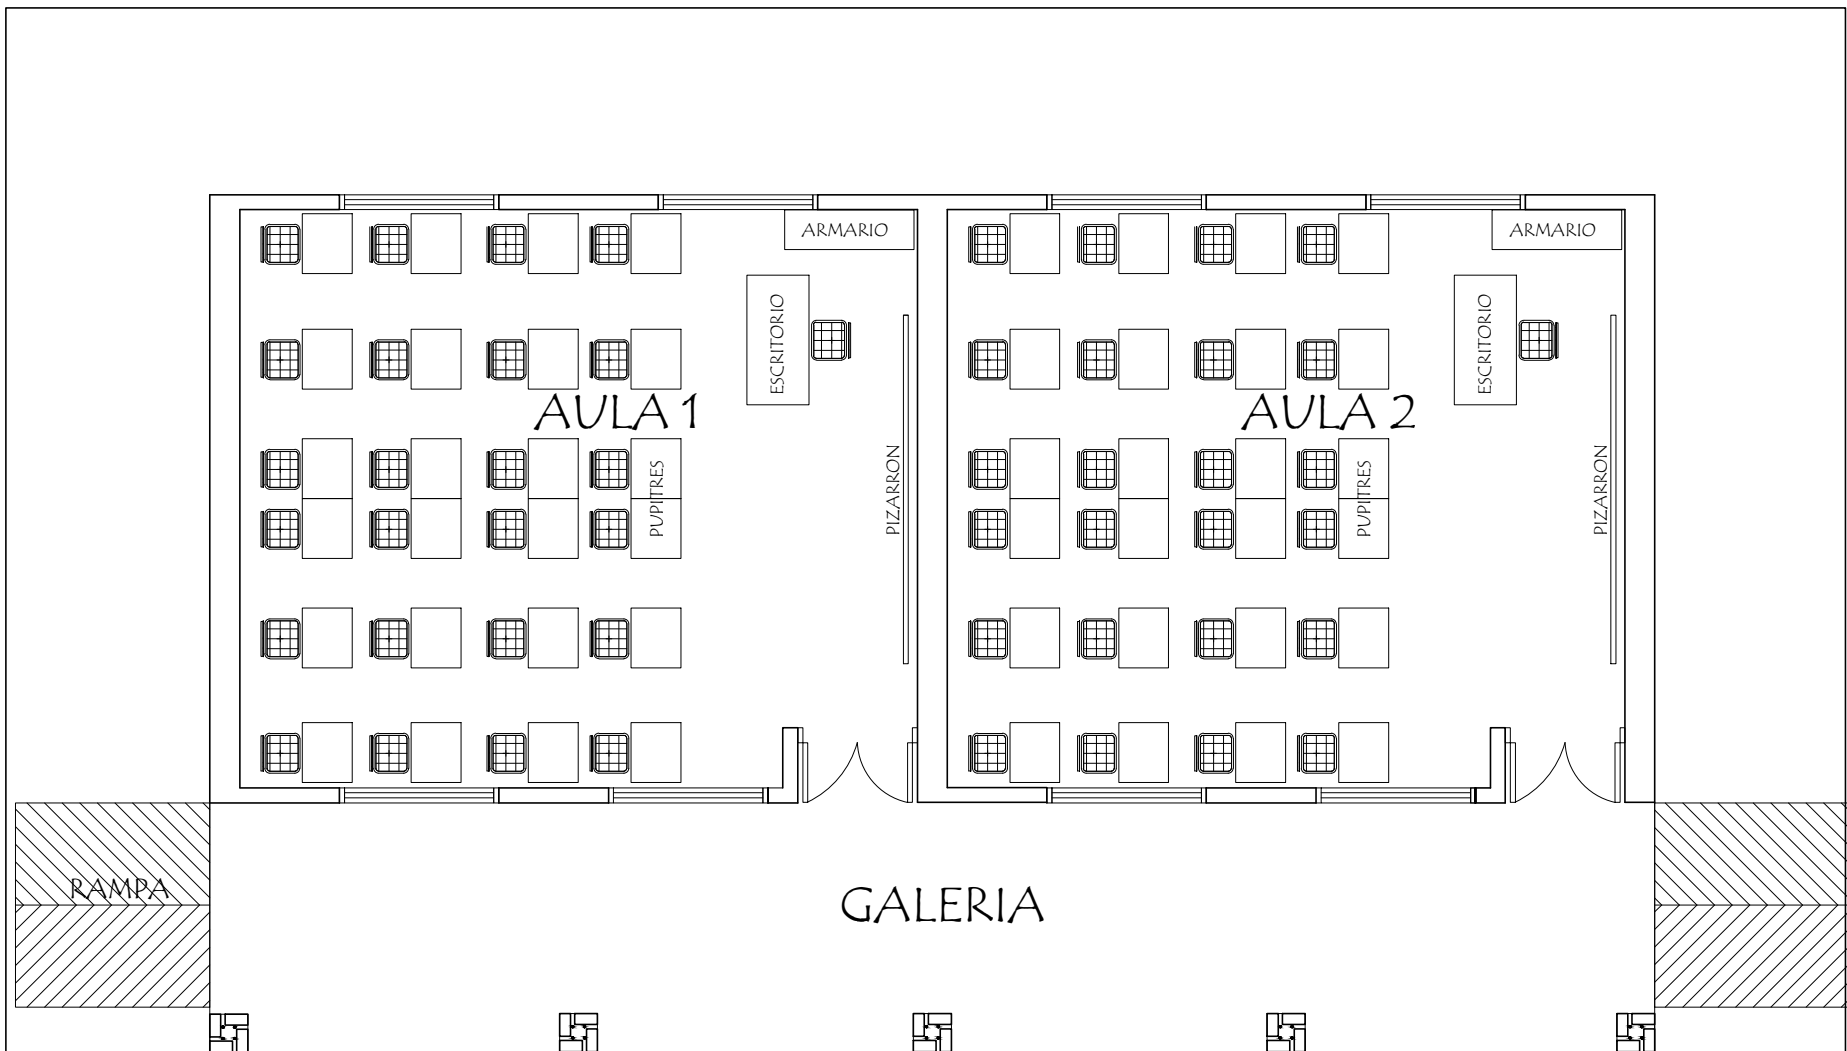 ARMARIO
ARMARIO
ESCRITORIO
ESCRITORIO
AULA 1
AULA 2
PUPITRES
PIZARRON
PUPITRES
PIZARRON
RAMPA
GALERIA